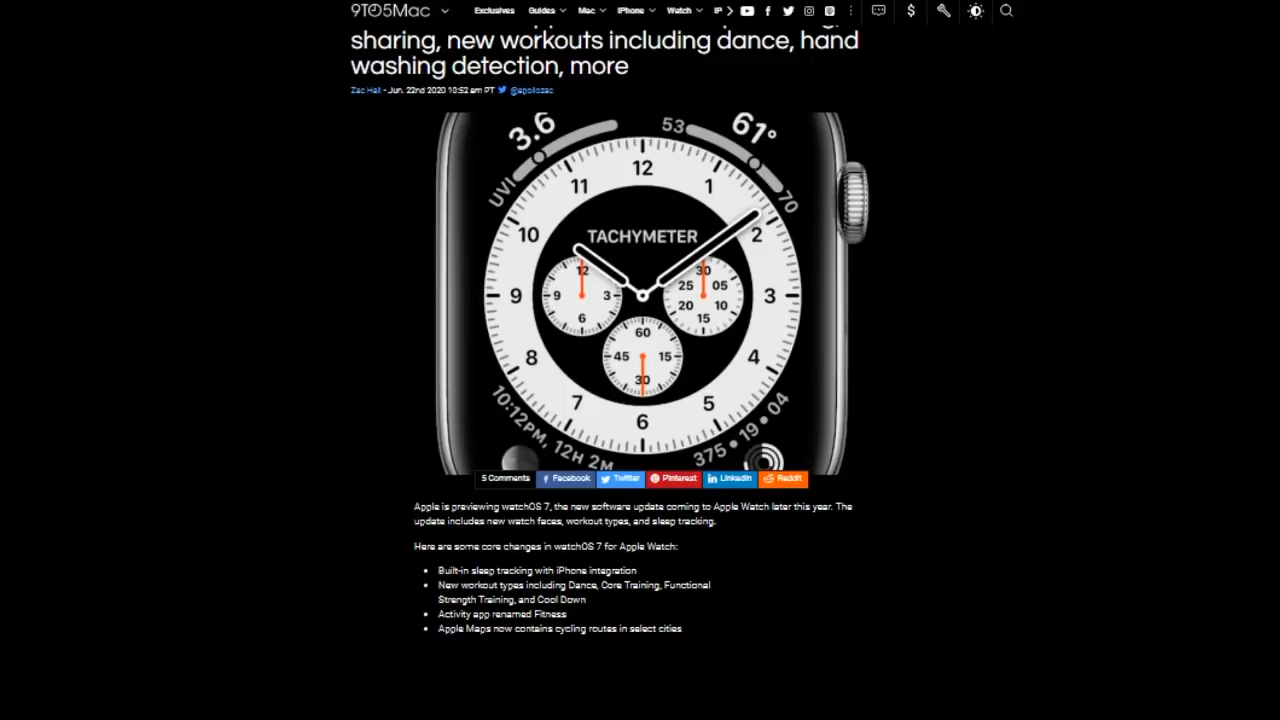 9TO5Mac Exclusives Guides Mac iPhone Watch iP
sharing, new workouts including dance, hand
washing detection, more
Zac Hall - Jun. 22nd 2020 10:52 am PT @apollozac
3.6 53 61°
UVI 70
12
11 1
10 TACHYMETER 2
12 30
9 9 3 25 05 3
6 20 10
15
60
8 45 15 4
30
7 5
6
10:12PM, 12H 2M 375 • 19 • 04
5 Comments Facebook Twitter Pinterest LinkedIn Reddit
Apple is previewing watchOS 7, the new software update coming to Apple Watch later this year. The
update includes new watch faces, workout types, and sleep tracking.
Here are some core changes in watchOS 7 for Apple Watch:
• Built-in sleep tracking with iPhone integration
• New workout types including Dance, Core Training, Functional
Strength Training, and Cool Down
• Activity app renamed Fitness
• Apple Maps now contains cycling routes in select cities